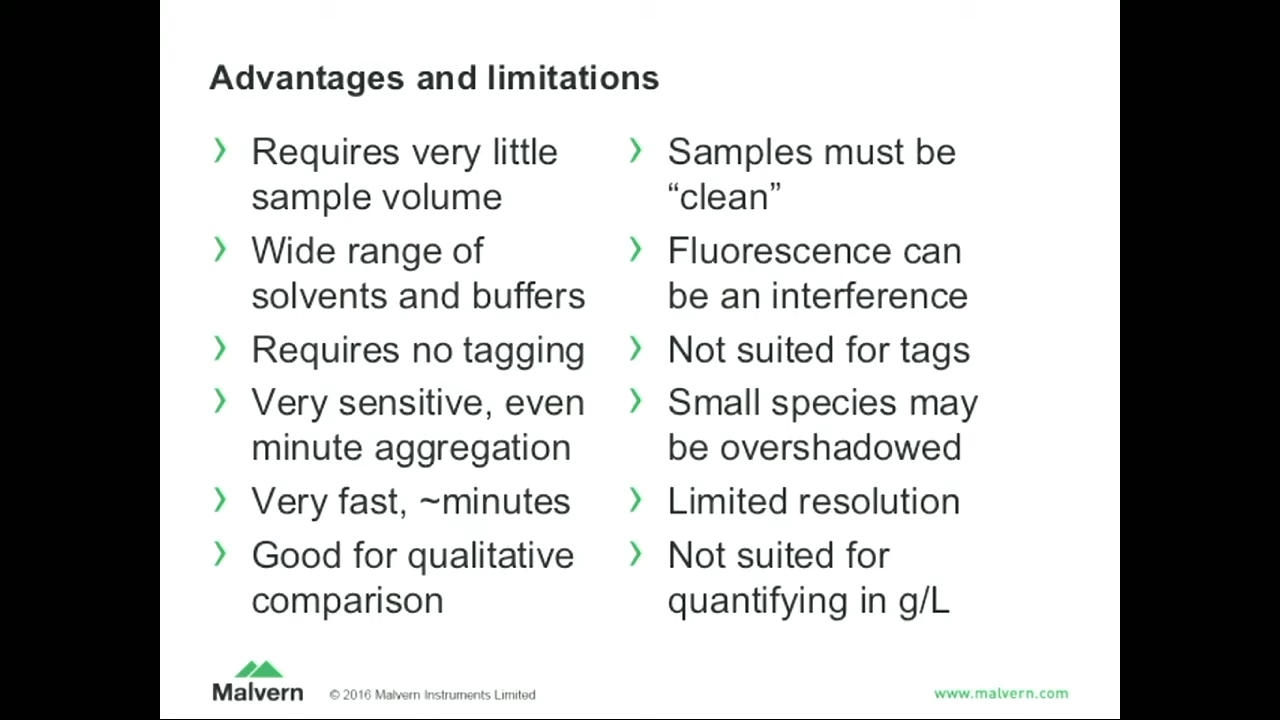 Advantages and limitations
› Requires very little
sample volume
› Wide range of
solvents and buffers
› Requires no tagging
› Very sensitive, even
minute aggregation
› Very fast, ~minutes
› Good for qualitative
comparison
› Samples must be
“clean”
› Fluorescence can
be an interference
› Not suited for tags
› Small species may
be overshadowed
› Limited resolution
› Not suited for
quantifying in g/L
Malvern
© 2016 Malvern Instruments Limited
www.malvern.com